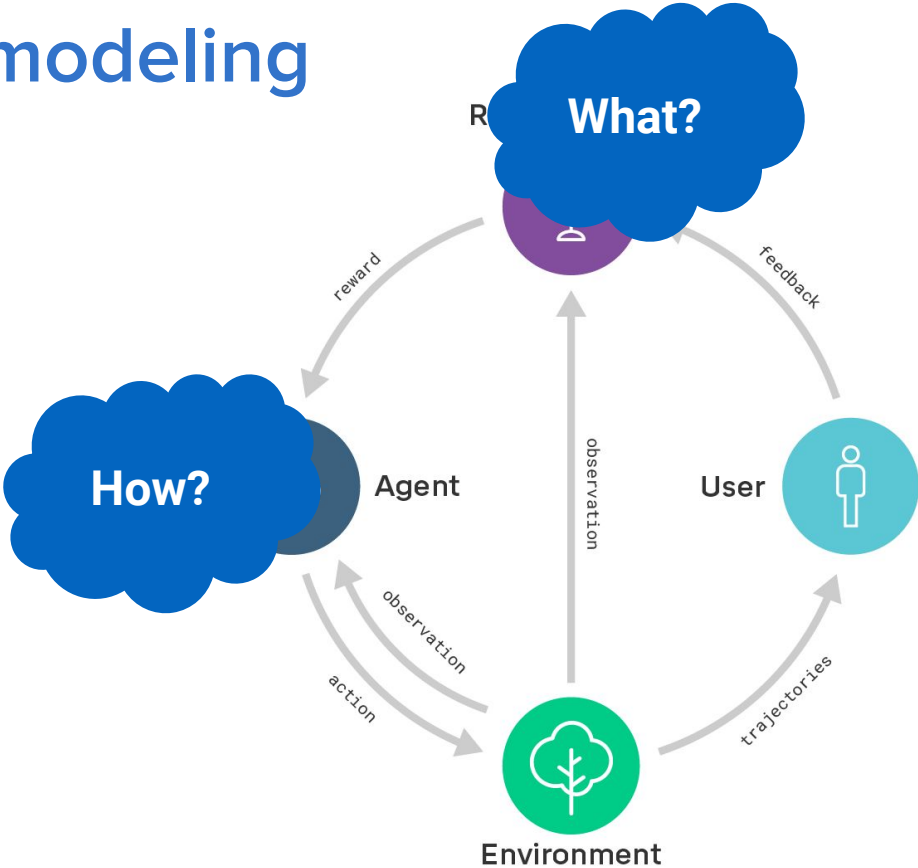 modeling
What?
R
reward
feedback
How?
Agent
observation
User
observation
action
trajectories
Environment